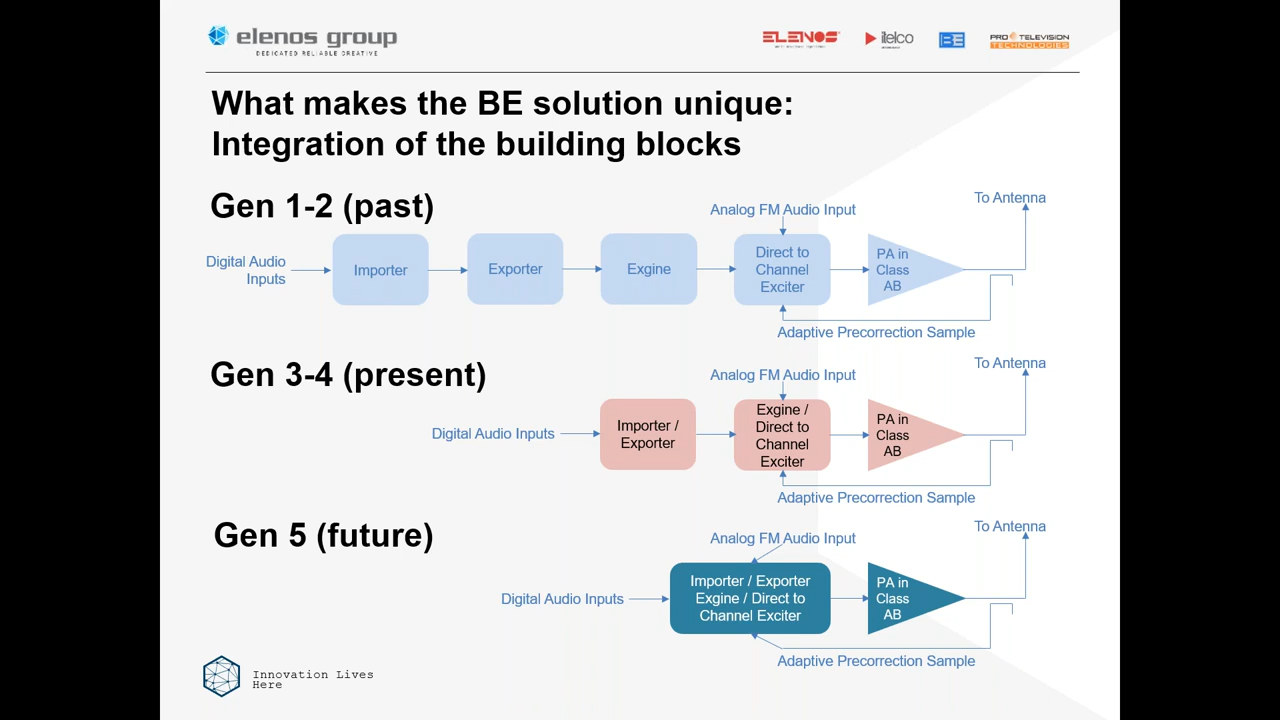 elenos group
DEDICATED RELIABLE CREATIVE
ELENOS
itelco
BE
PRO TELEVISION
TECHNOLOGIES
What makes the BE solution unique:
Integration of the building blocks
Gen 1-2 (past)
Analog FM Audio Input
To Antenna
Digital Audio
Inputs
Importer
Exporter
Exgine
Direct to
Channel
Exciter
PA in
Class
AB
Adaptive Precorrection Sample
Gen 3-4 (present)
Analog FM Audio Input
To Antenna
Digital Audio Inputs
Importer /
Exporter
Exgine /
Direct to
Channel
Exciter
PA in
Class
AB
Adaptive Precorrection Sample
Gen 5 (future)
Analog FM Audio Input
To Antenna
Digital Audio Inputs
Importer / Exporter
Exgine / Direct to
Channel Exciter
PA in
Class
AB
Adaptive Precorrection Sample
Innovation Lives
Here